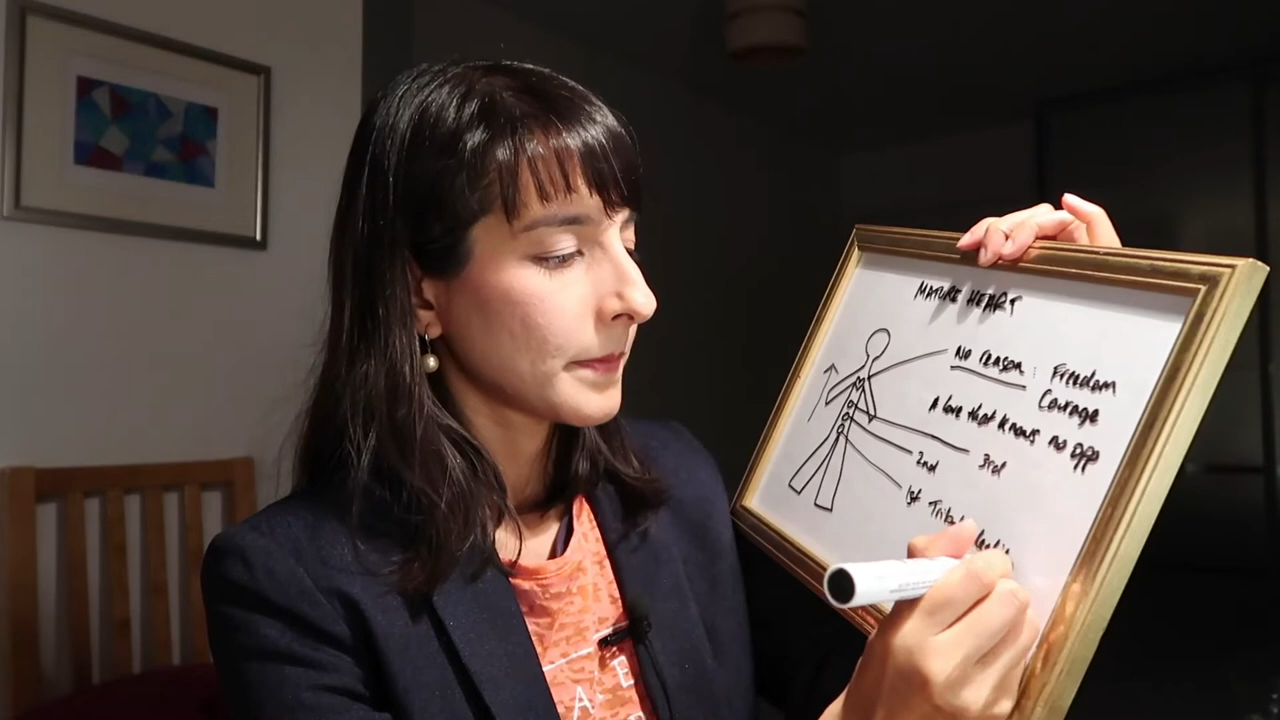 MATURE HEART
No reason : Freedom
Courage
A love that knows no opp
2nd 3rd
1st
A E